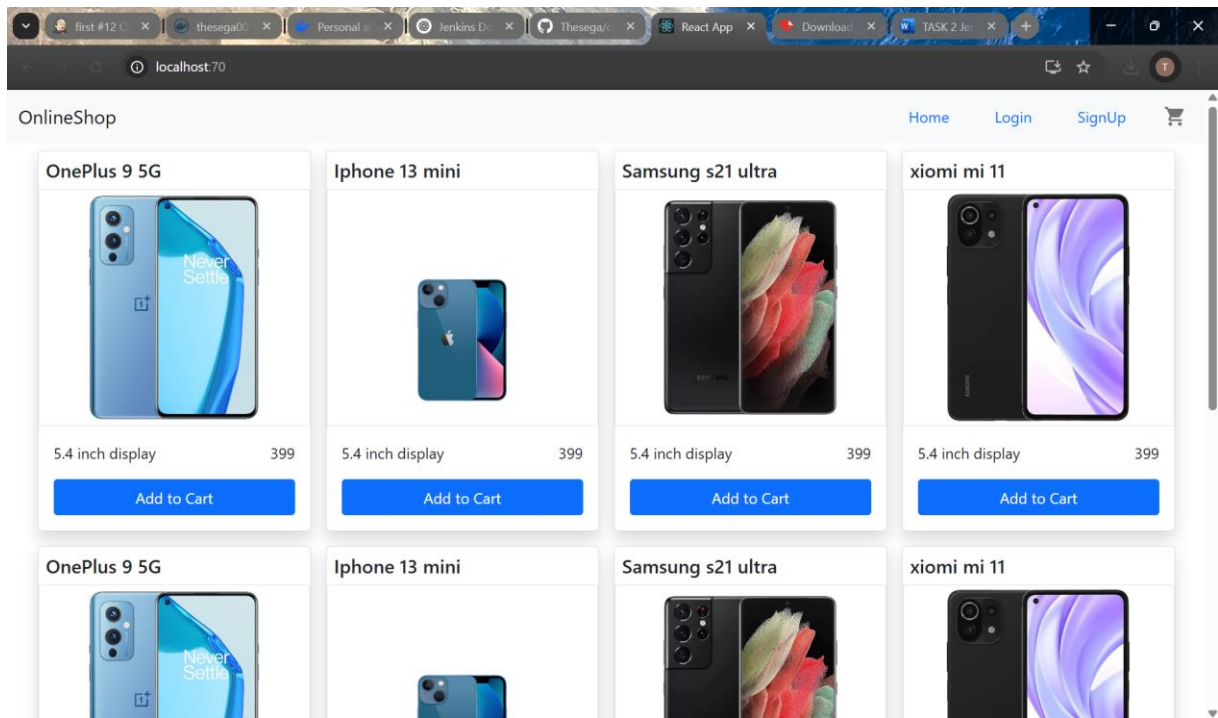 first #12 C
thesega00
Personal a
Jenkins De
Thesega/c
React App
Download
TASK 2 Je
localhost:70
T
OnlineShop
Home
Login
SignUp
OnePlus 9 5G
Iphone 13 mini
Samsung s21 ultra
xiomi mi 11
Never
Settle
SAMSUNG
xiaomi
5.4 inch display 399
5.4 inch display 399
5.4 inch display 399
5.4 inch display 399
Add to Cart
Add to Cart
Add to Cart
Add to Cart
OnePlus 9 5G
Iphone 13 mini
Samsung s21 ultra
xiomi mi 11
Never
Settle